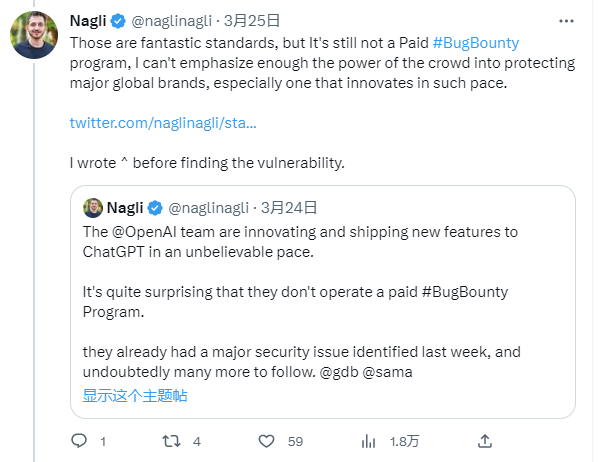 Nagli @naglinagli · 3月25日
Those are fantastic standards, but It's still not a Paid #BugBounty
program, I can't emphasize enough the power of the crowd into protecting
major global brands, especially one that innovates in such pace.
twitter.com/naglinagli/sta...
I wrote ^ before finding the vulnerability.
Nagli @naglinagli · 3月24日
The @OpenAI team are innovating and shipping new features to
ChatGPT in an unbelievable pace.
It's quite surprising that they don't operate a paid #BugBounty
Program.
they already had a major security issue identified last week, and
undoubtedly many more to follow. @gdb @sama
显示这个主题帖
1 4 59 1.8万